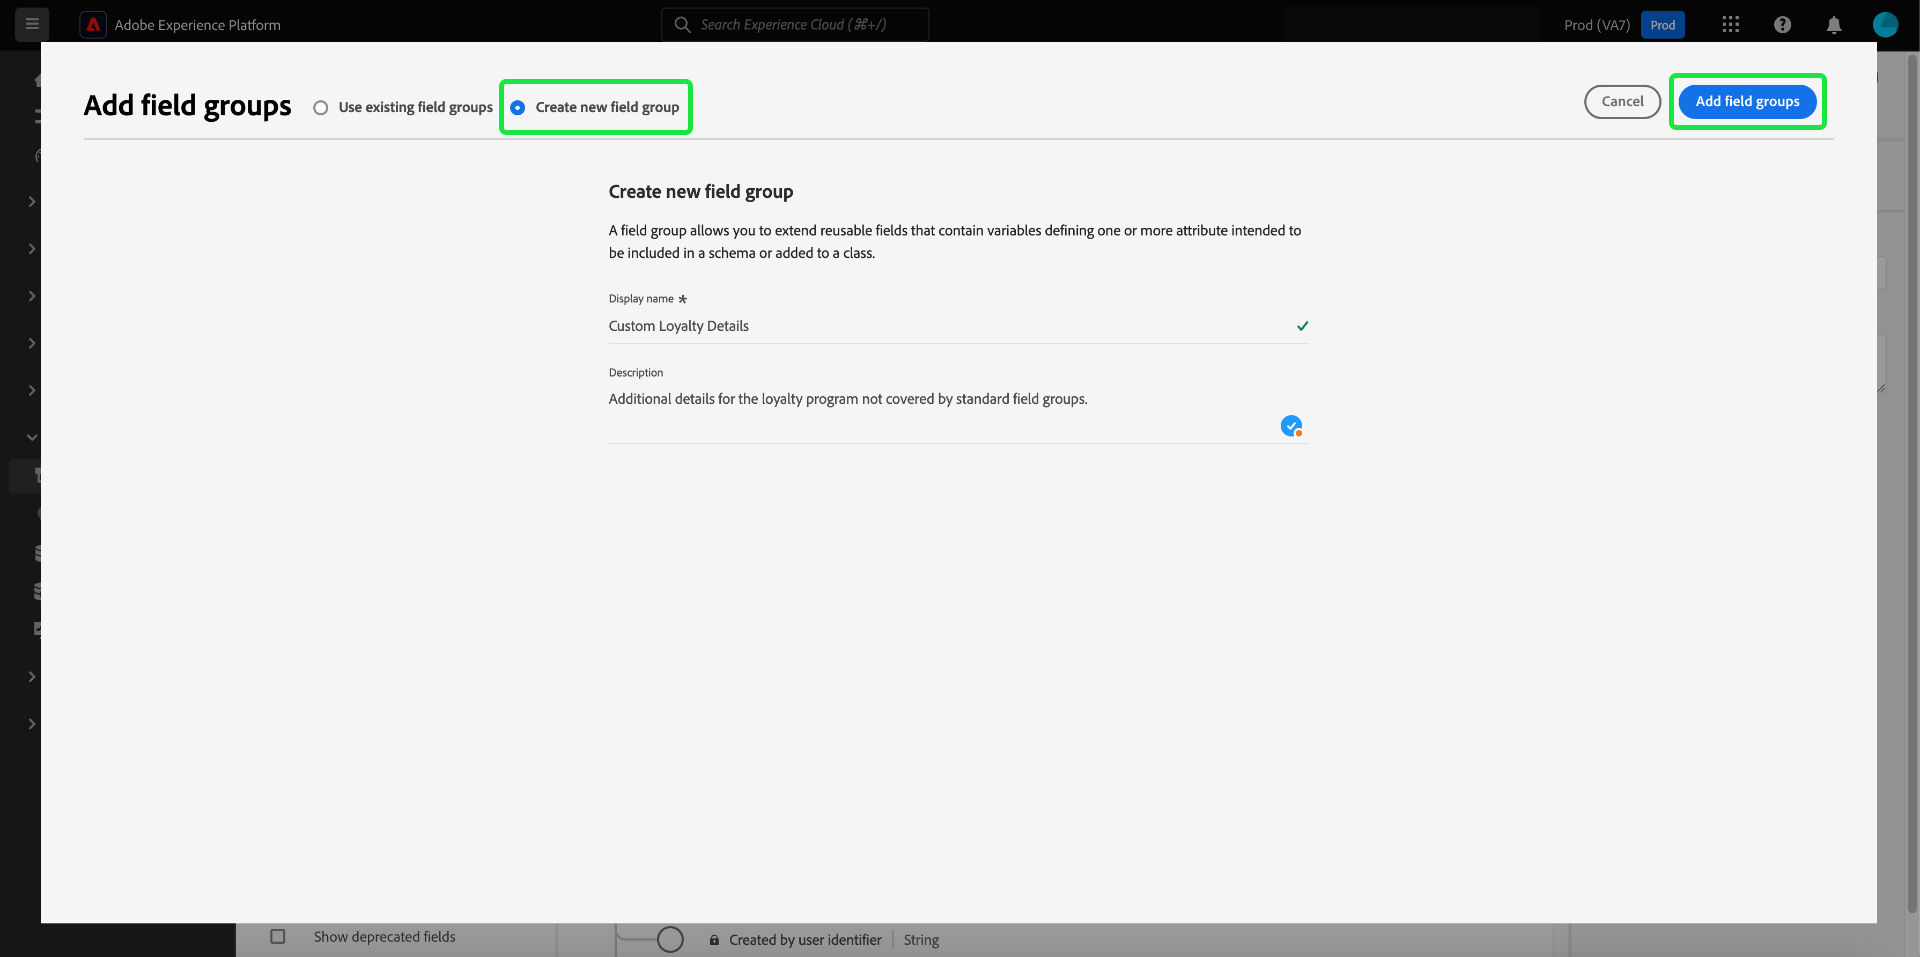 Adobe Experience Platform
Search Experience Cloud (⌘+/)
Prod (VA7)
Prod
Add field groups
Use existing field groups
Create new field group
Cancel
Add field groups
Create new field group
A field group allows you to extend reusable fields that contain variables defining one or more attribute intended to
be included in a schema or added to a class.
Display name *
Custom Loyalty Details
Description
Additional details for the loyalty program not covered by standard field groups.
Show deprecated fields
Created by user identifier
String